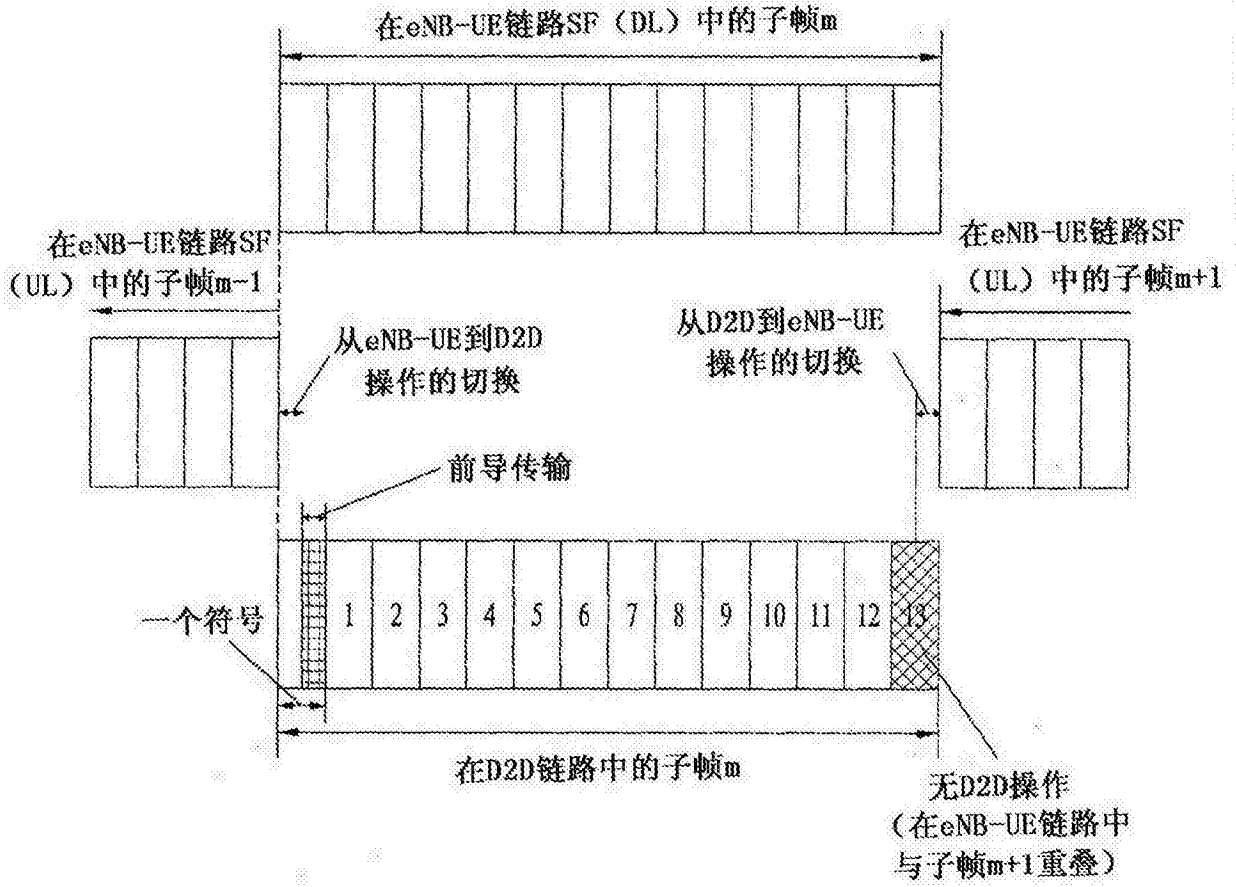 在eNB-UE链路SF（DL）中的子帧m
在eNB-UE链路SF
（UL）中的子帧m-1
在eNB-UE链路SF
（UL）中的子帧m+1
从eNB-UE到D2D
操作的切换
从D2D到eNB-UE
操作的切换
前导传输
一个符号
1 2 3 4 5 6 7 8 9 10 11 12 13
在D2D链路中的子帧m
无D2D操作
（在eNB-UE链路中
与子帧m+1重叠）